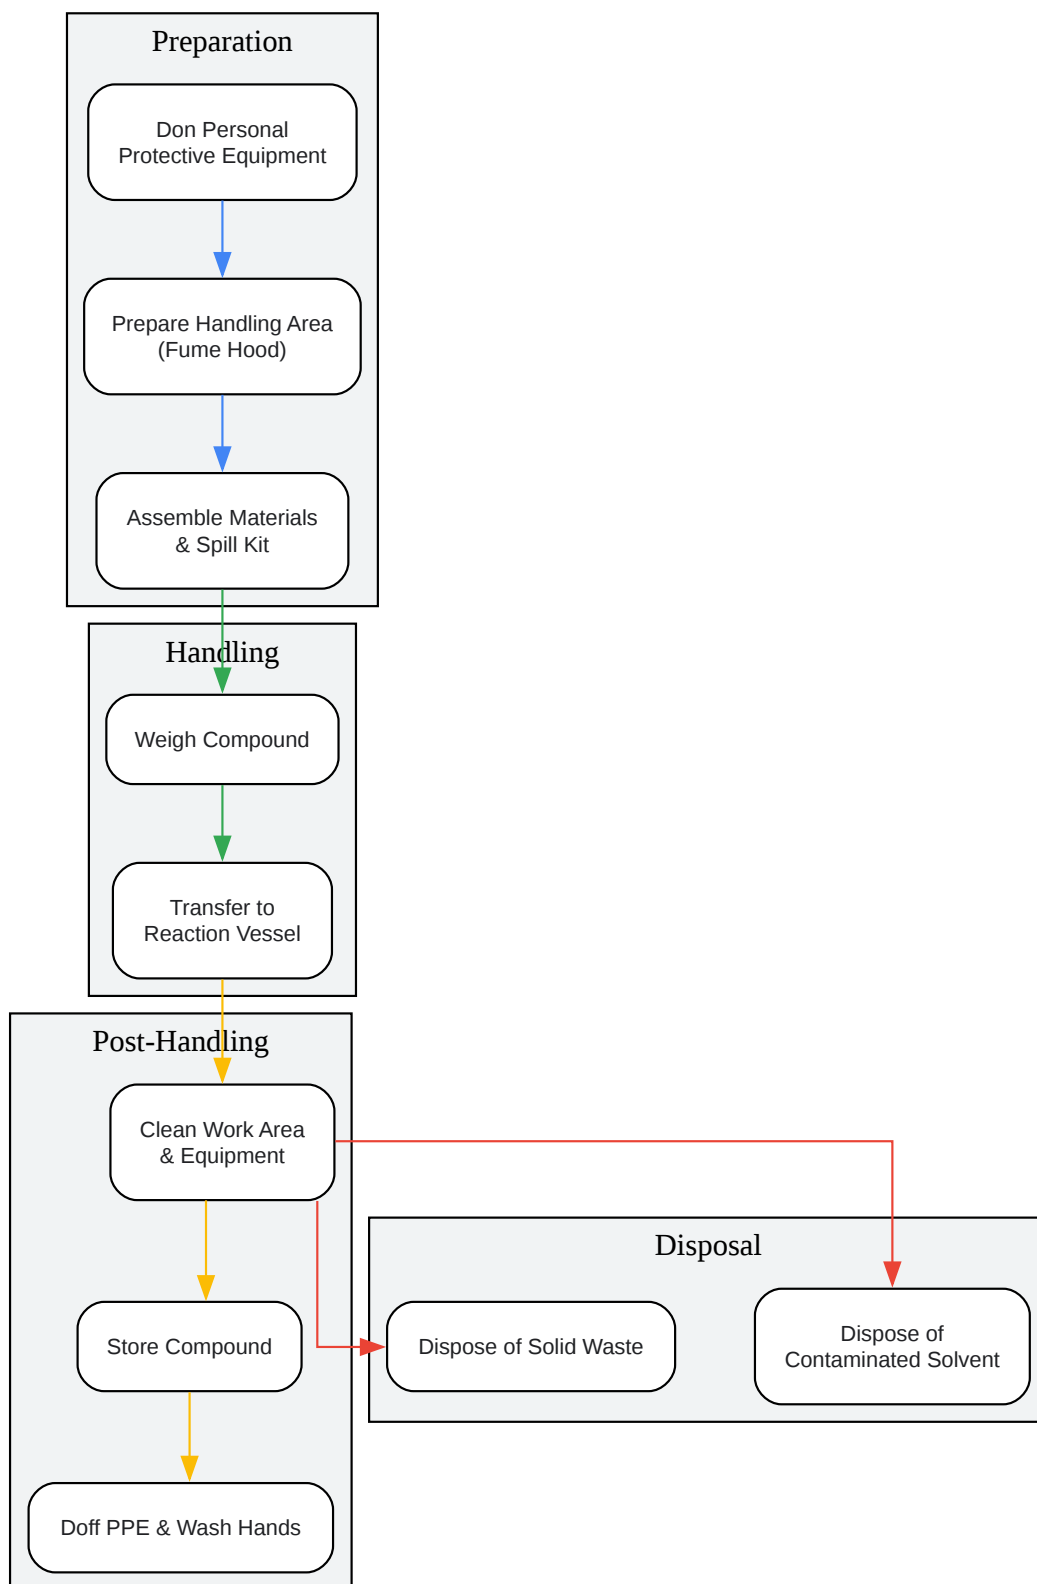 Preparation
Don Personal
Protective Equipment
Prepare Handling Area
(Fume Hood)
Assemble Materials
& Spill Kit
Handling
Weigh Compound
Transfer to
Reaction Vessel
Post-Handling
Clean Work Area
& Equipment
Disposal
Store Compound
Dispose of Solid Waste
Dispose of
Contaminated Solvent
Doff PPE & Wash Hands